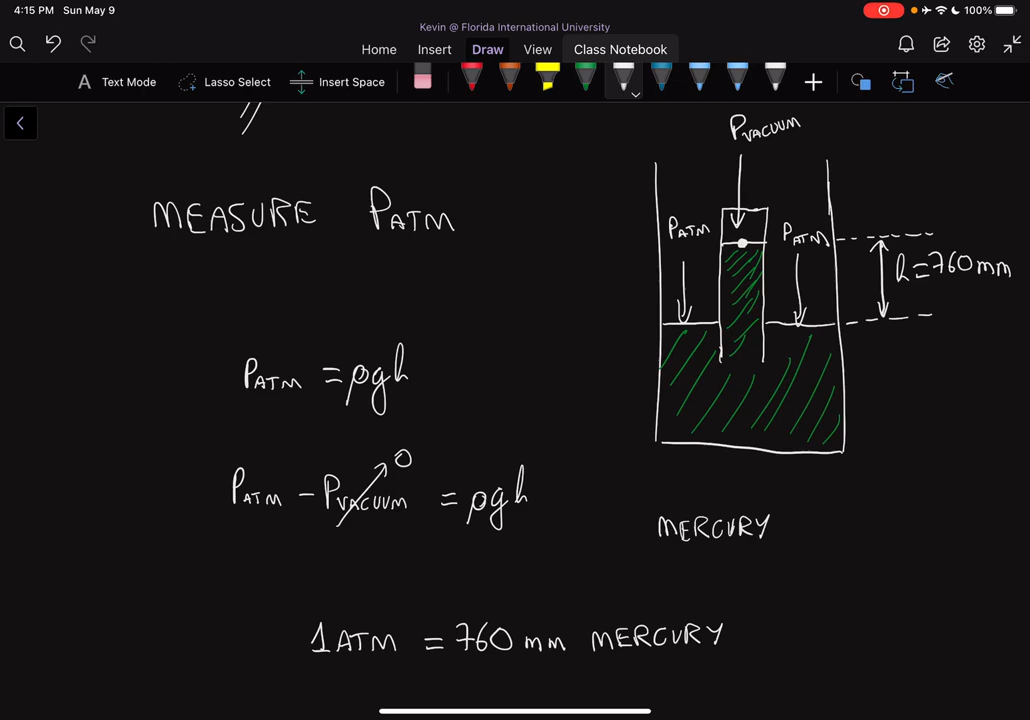 4:15 PM Sun May 9
100%
Kevin @ Florida International University
Home Insert Draw View Class Notebook
Text Mode Lasso Select Insert Space
PVACUUM
MEASURE PATM
PATM PATM
h=760mm
PATM = ρgh
PATM - PVACUUM 0 = ρgh
MERCURY
1 ATM = 760 mm MERCURY